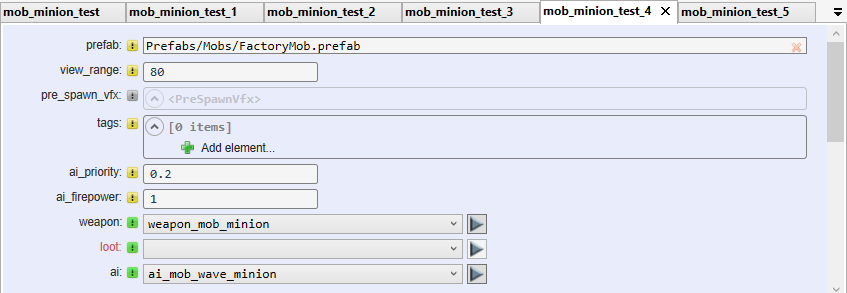 mob_minion_test mob_minion_test_1 mob_minion_test_2 mob_minion_test_3 mob_minion_test_4 mob_minion_test_5
prefab: Prefabs/Mobs/FactoryMob.prefab
view_range: 80
pre_spawn_vfx: <PreSpawnVfx>
tags: [0 items]
Add element...
ai_priority: 0.2
ai_firepower: 1
weapon: weapon_mob_minion
loot:
ai: ai_mob_wave_minion